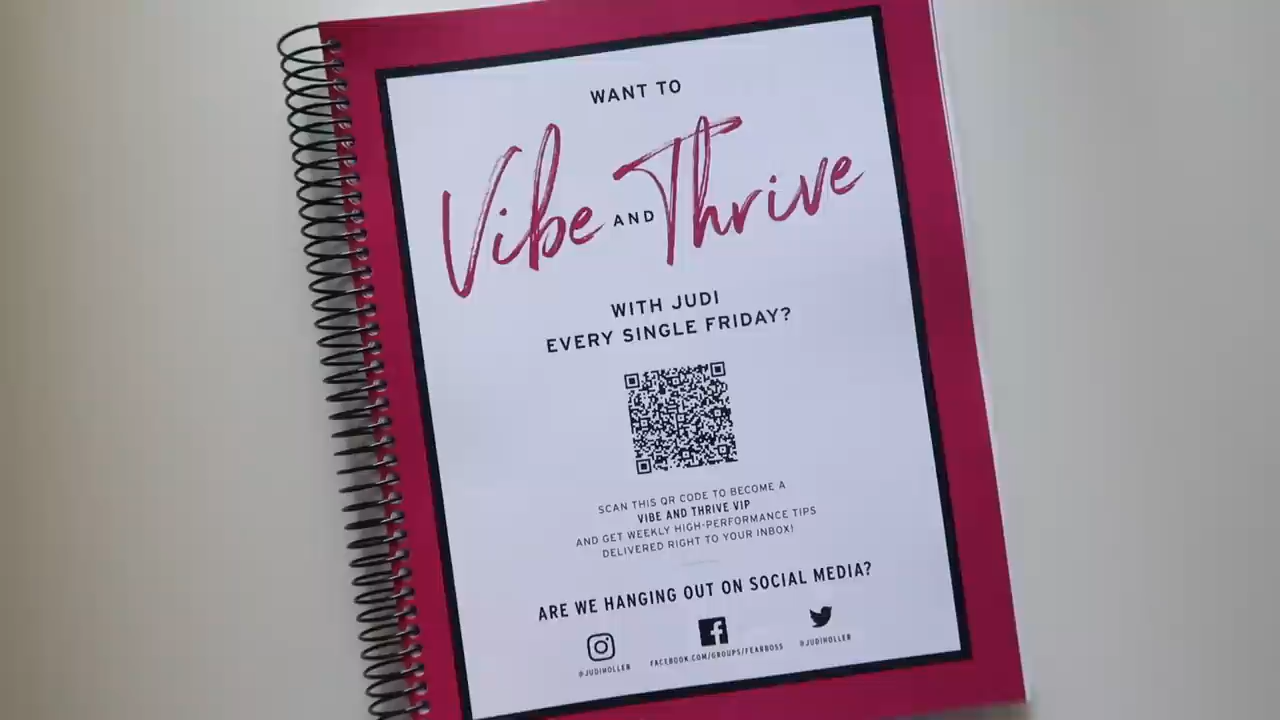 WANT TO
Vibe AND Thrive
WITH JUDI
EVERY SINGLE FRIDAY?
SCAN THIS QR CODE TO BECOME A
VIBE AND THRIVE VIP
AND GET WEEKLY HIGH-PERFORMANCE TIPS
DELIVERED RIGHT TO YOUR INBOX!
ARE WE HANGING OUT ON SOCIAL MEDIA?
@JUDIHOLLER FACEBOOK.COM/GROUPS/FEARBOSS @JUDIHOLLER